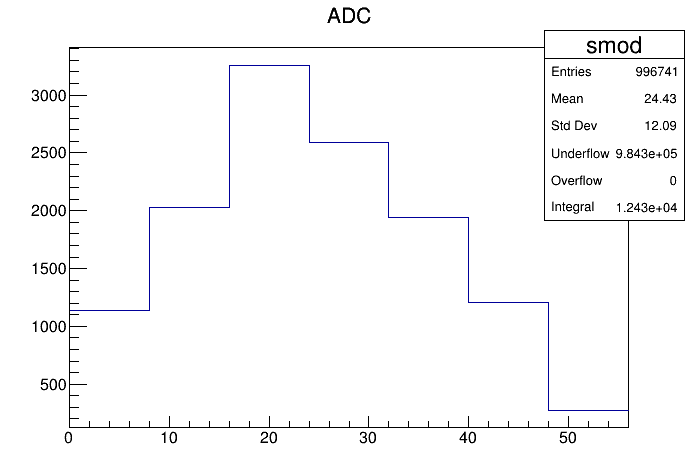 ADC
smod
Entries 996741
Mean 24.43
Std Dev 12.09
Underflow 9.843e+05
Overflow 0
Integral 1.243e+04
3000
2500
2000
1500
1000
500
0 10 20 30 40 50